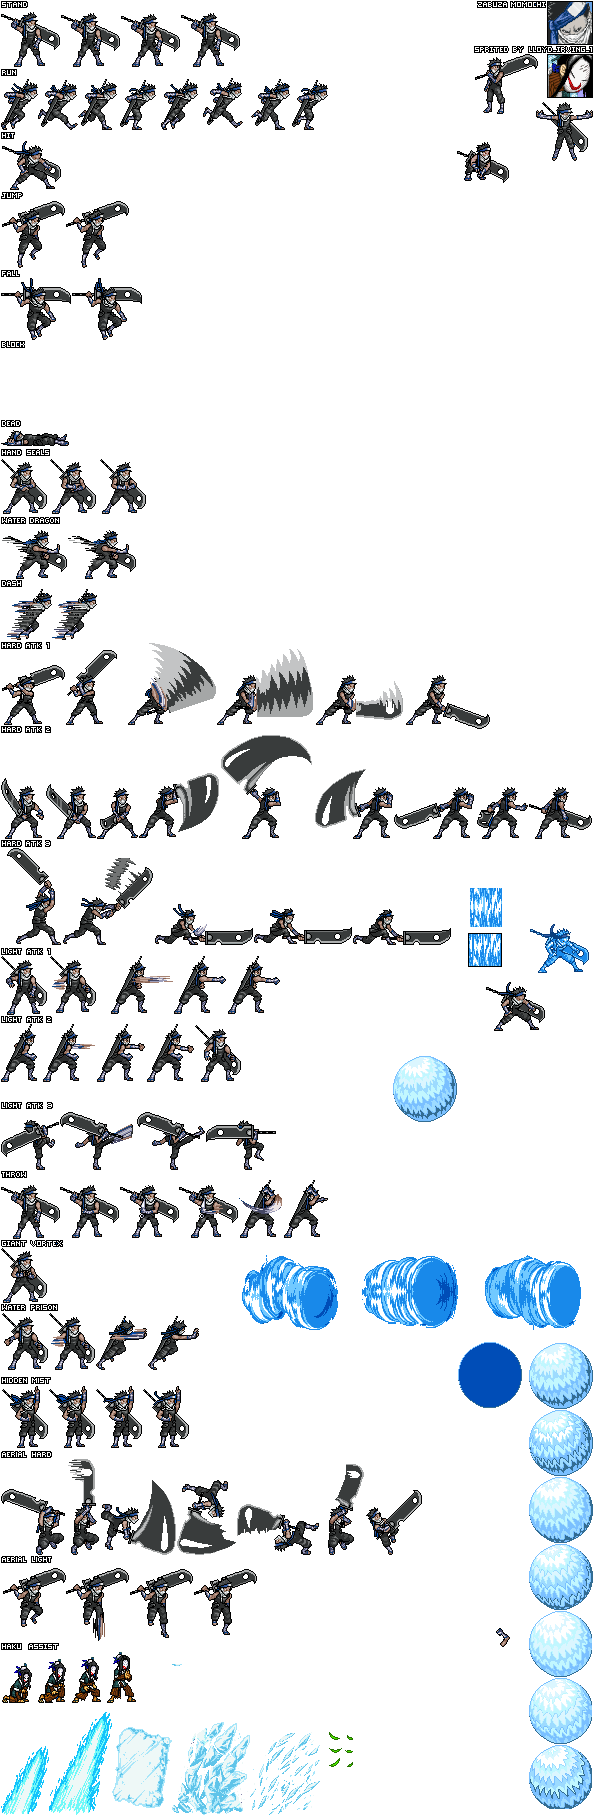 STAND
ZABUZA MOMOCHI
SPRITED BY LLOYD_IRVING_1
RUN
HIT
JUMP
FALL
BLOCK
DEAD
HAND SEALS
WATER DRAGON
DASH
HARD ATK 1
HARD ATK 2
HARD ATK 3
LIGHT ATK 1
LIGHT ATK 2
LIGHT ATK 3
THROW
GIANT VORTEX
WATER PRISON
HIDDEN MIST
AERIAL HARD
AERIAL LIGHT
HAKU ASSIST